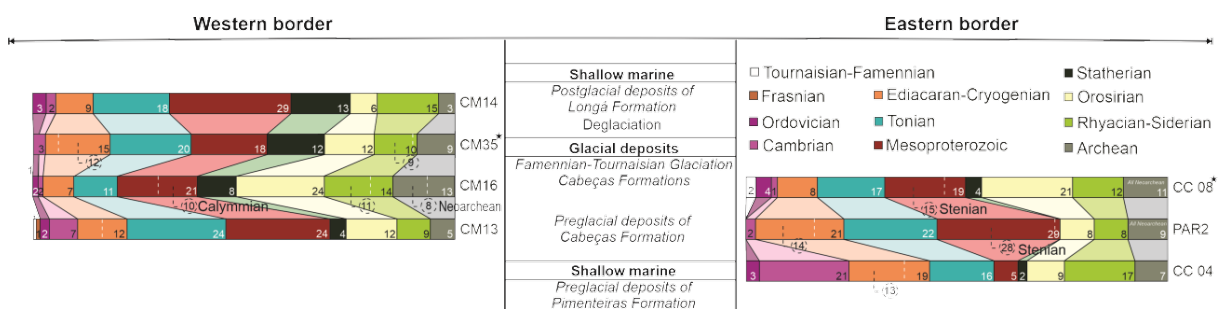 Western border
Eastern border
3 2 9 18 29 13 6 15 3 CM14
3 15 20 18 12 12 10 9 CM35*
1 12 9
2 7 11 21 8 24 14 13 CM16
10 Calymmian 11 8 Neoarchean
1 2 7 12 24 24 4 12 9 5 CM13
Shallow marine
Postglacial deposits of
Longá Formation
Deglaciation
Glacial deposits
Famennian-Tournaisian Glaciation
Cabeças Formations
Preglacial deposits of
Cabeças Formation
Shallow marine
Preglacial deposits of
Pimenteiras Formation
Tournaisian-Famennian
Frasnian
Ordovician
Cambrian
Ediacaran-Cryogenian
Tonian
Mesoproterozoic
Statherian
Orosirian
Rhyacian-Siderian
Archean
2 4 1 8 17 19 4 21 12 All Neoarchean 11 CC 08*
15 Stenian
2 21 22 29 8 8 All Neoarchean 9 PAR2
14 28 Stenian
3 21 19 16 5 2 9 17 7 CC 04
13